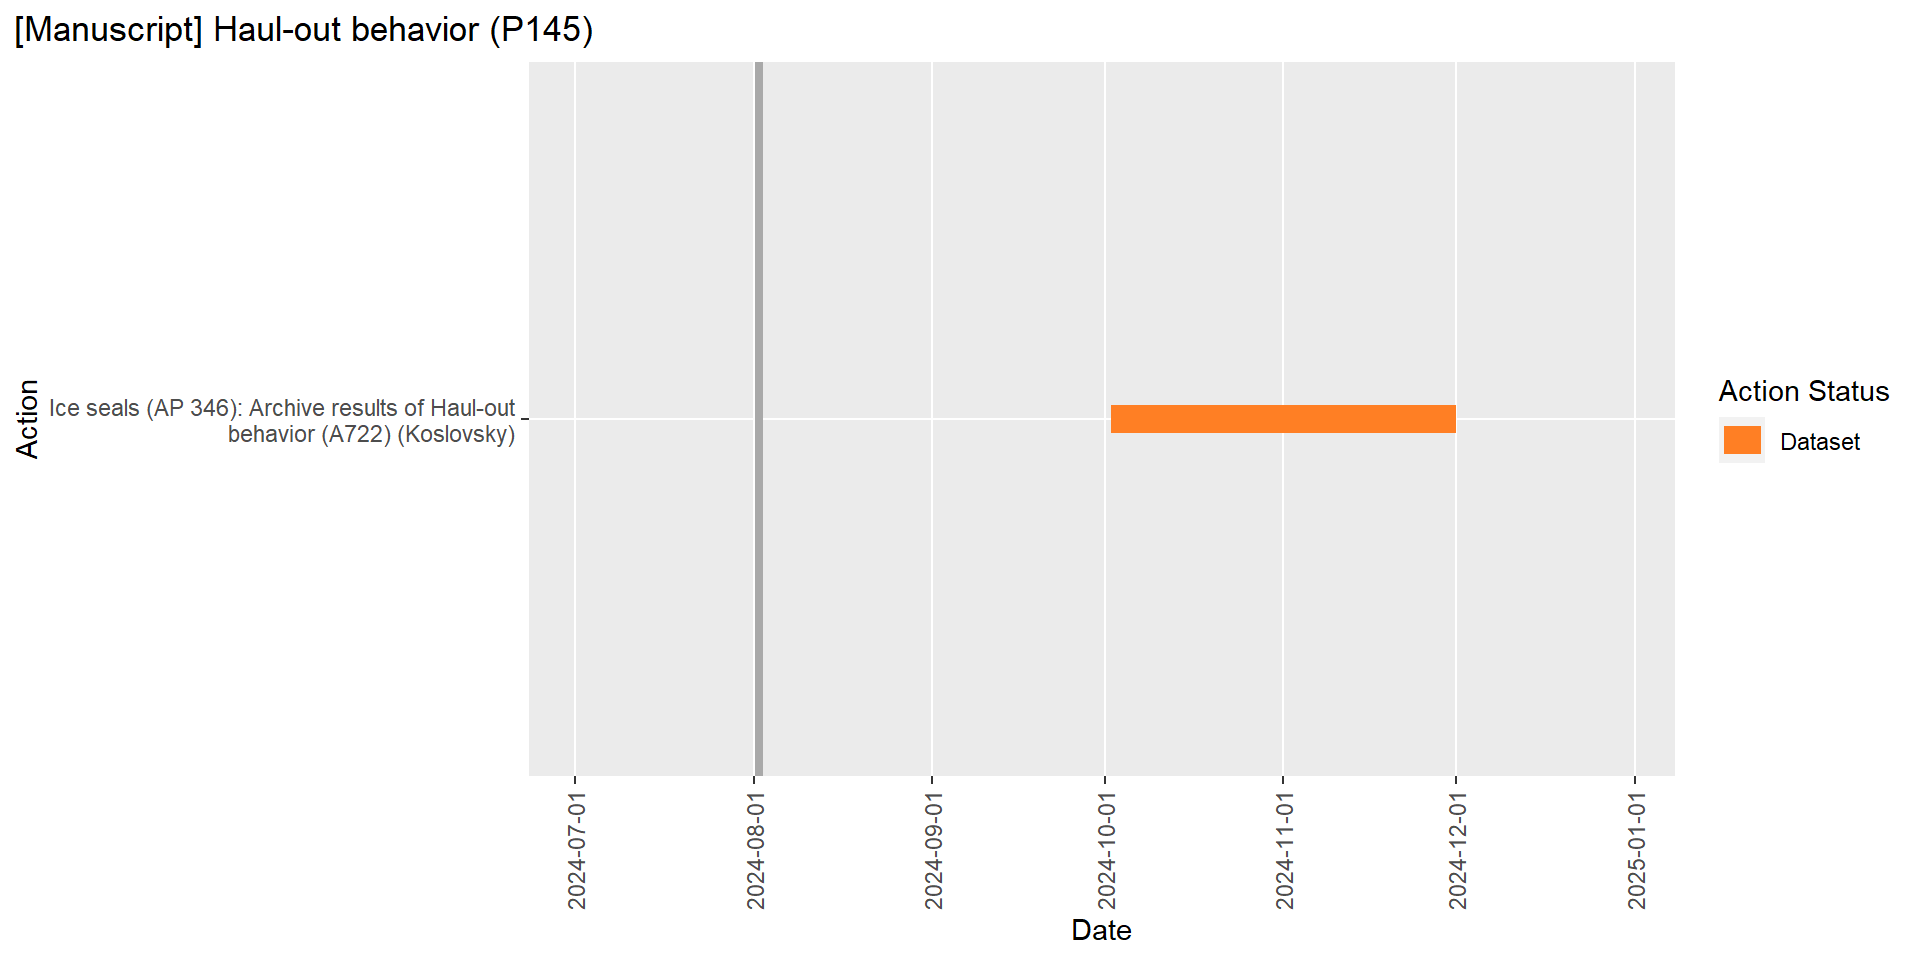 [Manuscript] Haul-out behavior (P145)
Action
Ice seals (AP 346): Archive results of Haul-out
behavior (A722) (Koslovsky)
2024-07-01
2024-08-01
2024-09-01
2024-10-01
2024-11-01
2024-12-01
2025-01-01
Date
Action Status
Dataset